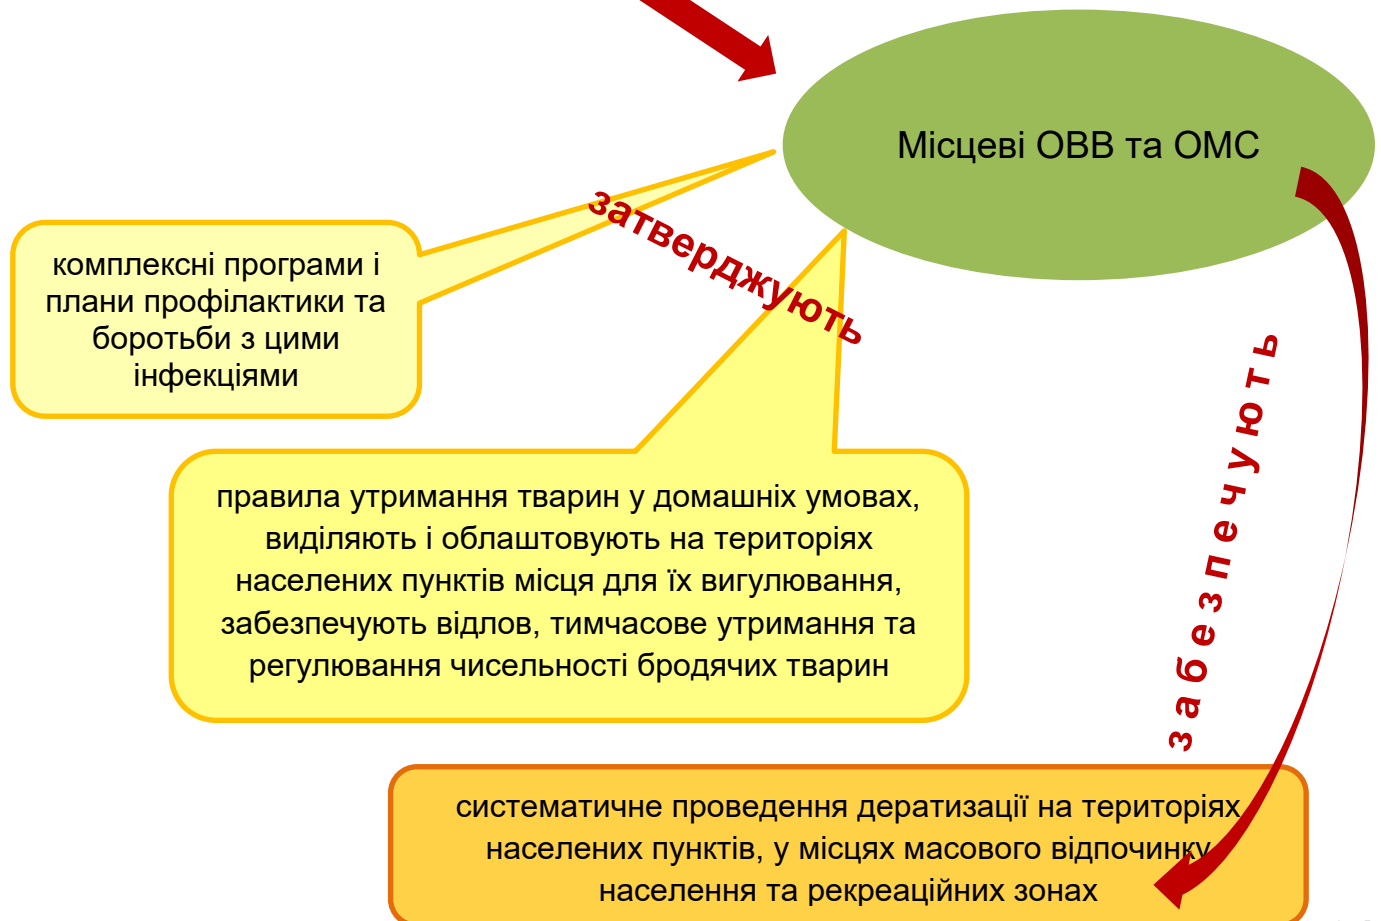 Місцеві ОВВ та ОМС
затверджують
комплексні програми і
плани профілактики та
боротьби з цими
інфекціями
правила утримання тварин у домашніх умовах,
виділяють і облаштовують на територіях
населених пунктів місця для їх вигулювання,
забезпечують відлов, тимчасове утримання та
регулювання чисельності бродячих тварин
забезпечують
систематичне проведення дератизації на територіях
населених пунктів, у місцях масового відпочинку
населення та рекреаційних зонах